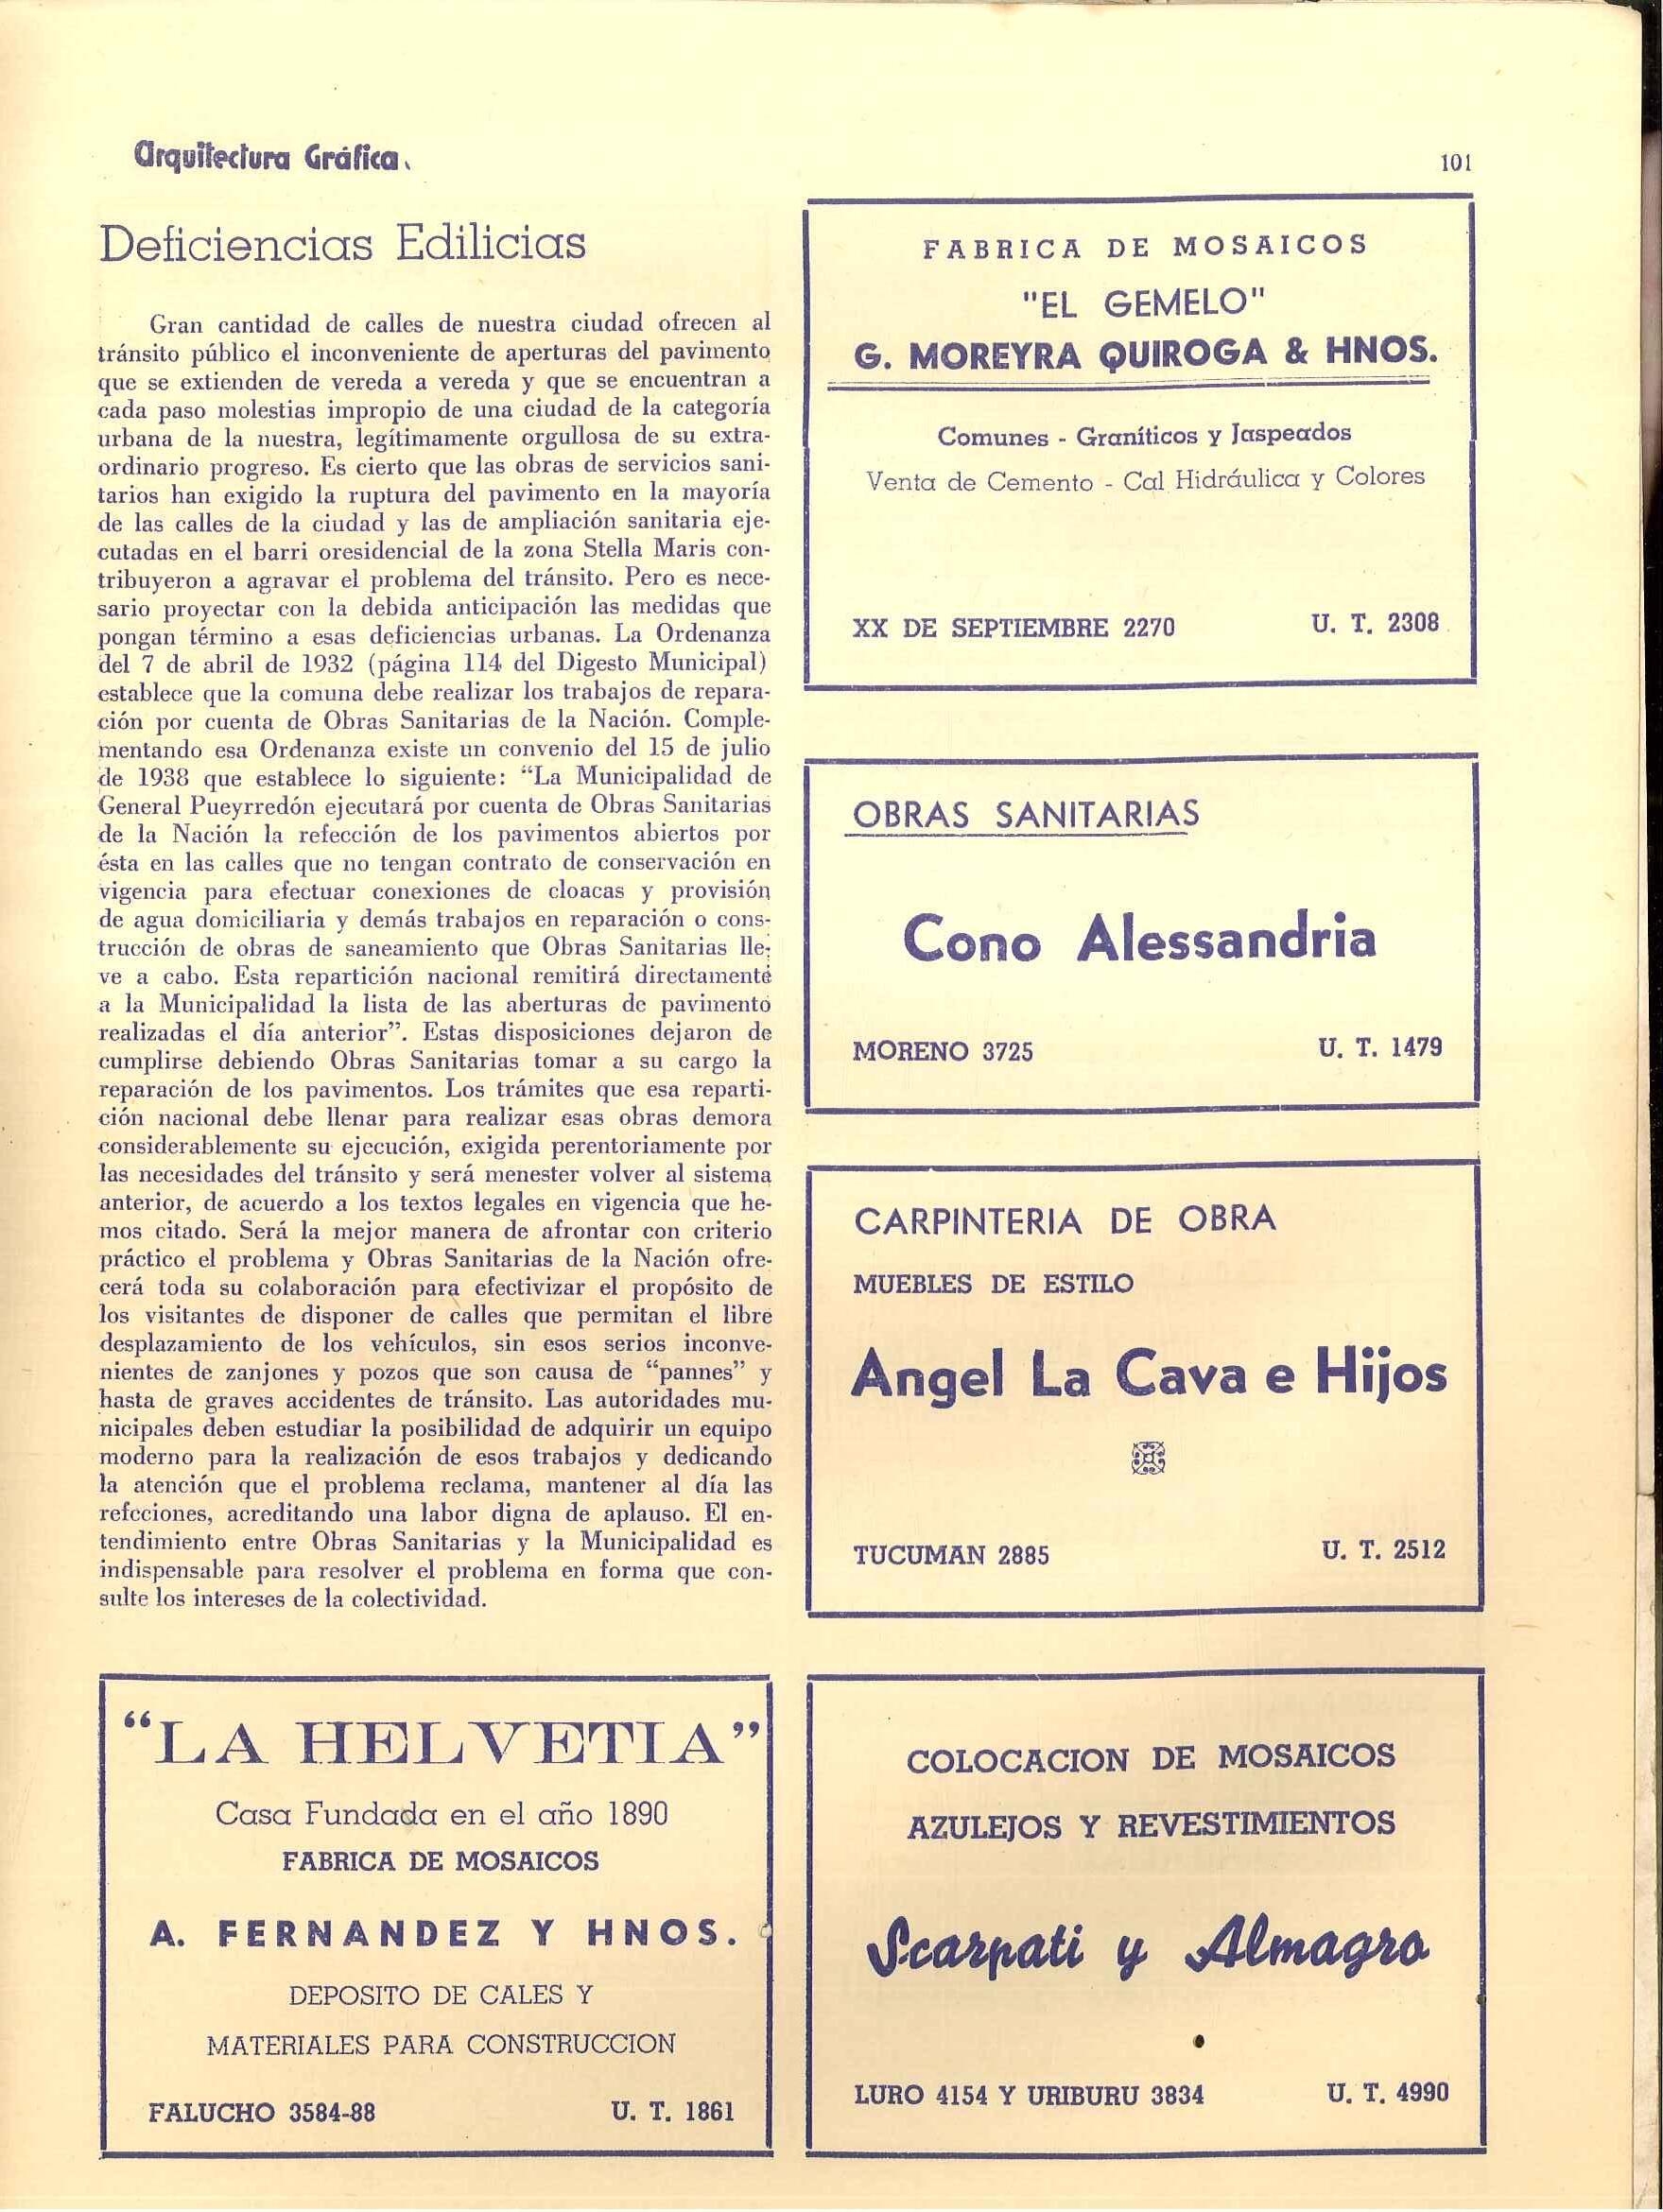 Arquitectura Gráfica
101
Deficiencias Edilicias
Gran cantidad de calles de nuestra ciudad ofrecen al
tránsito público el inconveniente de aperturas del pavimento
que se extienden de vereda a vereda y que se encuentran a
cada paso molestias impropio de una ciudad de la categoría
urbana de la nuestra, legítimamente orgullosa de su extra-
ordinario progreso. Es cierto que las obras de servicios sani-
tarios han exigido la ruptura del pavimento en la mayoría
de las calles de la ciudad y las de ampliación sanitaria eje-
cutadas en el barri oresidencial de la zona Stella Maris con-
tribuyeron a agravar el problema del tránsito. Pero es nece-
sario proyectar con la debida anticipación las medidas que
pongan término a esas deficiencias urbanas. La Ordenanza
del 7 de abril de 1932 (página 114 del Digesto Municipal)
establece que la comuna debe realizar los trabajos de repara-
ción por cuenta de Obras Sanitarias de la Nación. Comple-
mentando esa Ordenanza existe un convenio del 15 de julio
de 1938 que establece lo siguiente: “La Municipalidad de
General Pueyrredón ejecutará por cuenta de Obras Sanitarias
de la Nación la refección de los pavimentos abiertos por
ésta en las calles que no tengan contrato de conservación en
vigencia para efectuar conexiones de cloacas y provisión
de agua domiciliaria y demás trabajos en reparación o cons-
trucción de obras de saneamiento que Obras Sanitarias lle-
ve a cabo. Esta repartición nacional remitirá directamente
a la Municipalidad la lista de las aberturas de pavimento
realizadas el día anterior”. Estas disposiciones dejaron de
cumplirse debiendo Obras Sanitarias tomar a su cargo la
reparación de los pavimentos. Los trámites que esa reparti-
ción nacional debe llenar para realizar esas obras demora
considerablemente su ejecución, exigida perentoriamente por
las necesidades del tránsito y será menester volver al sistema
anterior, de acuerdo a los textos legales en vigencia que he-
mos citado. Será la mejor manera de afrontar con criterio
práctico el problema y Obras Sanitarias de la Nación ofre-
cerá toda su colaboración para efectivizar el propósito de
los visitantes de disponer de calles que permitan el libre
desplazamiento de los vehículos, sin esos serios inconve-
nientes de zanjones y pozos que son causa de “pannes” y
hasta de graves accidentes de tránsito. Las autoridades mu-
nicipales deben estudiar la posibilidad de adquirir un equipo
moderno para la realización de esos trabajos y dedicando
la atención que el problema reclama, mantener al día las
refecciones, acreditando una labor digna de aplauso. El en-
tendimiento entre Obras Sanitarias y la Municipalidad es
indispensable para resolver el problema en forma que con-
sulte los intereses de la colectividad.
“LA HELVETIA”
Casa Fundada en el año 1890
FABRICA DE MOSAICOS
A. FERNANDEZ Y HNOS.
DEPOSITO DE CALES Y
MATERIALES PARA CONSTRUCCION
FALUCHO 3584-88 U. T. 1861
FABRICA DE MOSAICOS
"EL GEMELO"
G. MOREYRA QUIROGA & HNOS.
Comunes - Graníticos y Jaspeados
Venta de Cemento - Cal Hidráulica y Colores
XX DE SEPTIEMBRE 2270 U. T. 2308
OBRAS SANITARIAS
Cono Alessandria
MORENO 3725 U. T. 1479
CARPINTERIA DE OBRA
MUEBLES DE ESTILO
Angel La Cava e Hijos
TUCUMAN 2885 U. T. 2512
COLOCACION DE MOSAICOS
AZULEJOS Y REVESTIMIENTOS
Scarpati y Almagro
LURO 4154 Y URIBURU 3834 U. T. 4990